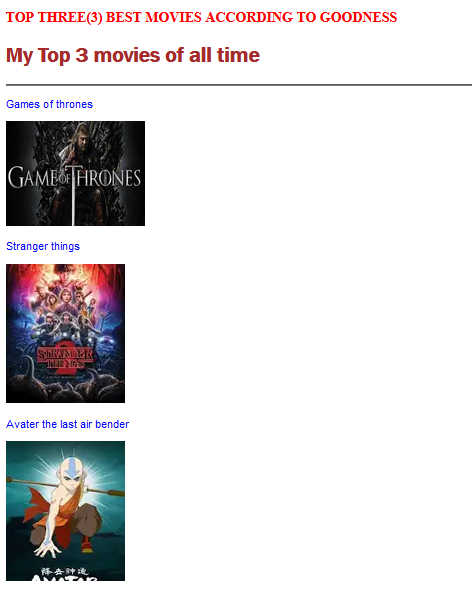 TOP THREE(3) BEST MOVIES ACCORDING TO GOODNESS
My Top 3 movies of all time
Games of thrones
GAME OF THRONES
Stranger things
STRANGER
THINGS
2
Avater the last air bender
降去神通
AVATAR